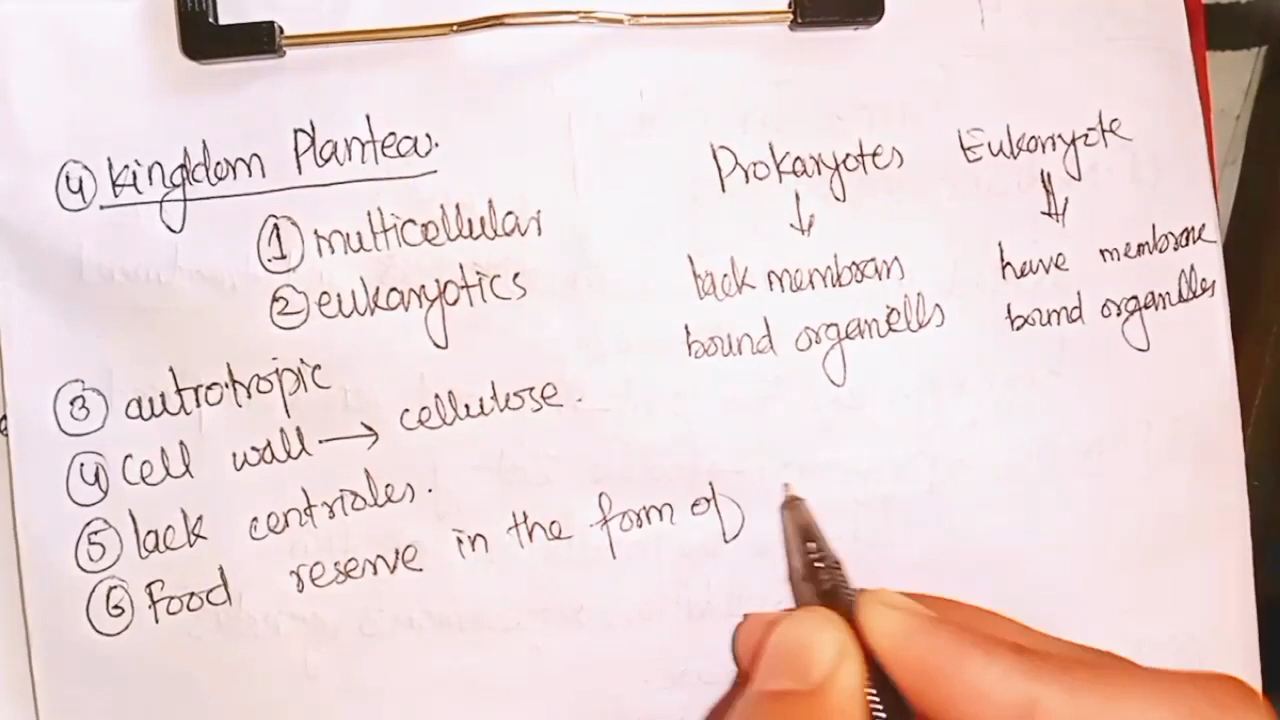 ④ Kingdom Planteae.
① multicellular
② eukaryotics
③ autrotropic
④ Cell wall → cellulose.
⑤ lack centrioles.
⑥ Food reserve in the form of
Prokaryotes
↓
lack membran
bound organells
Eukaryote
⇓
have membrane
bound organelles